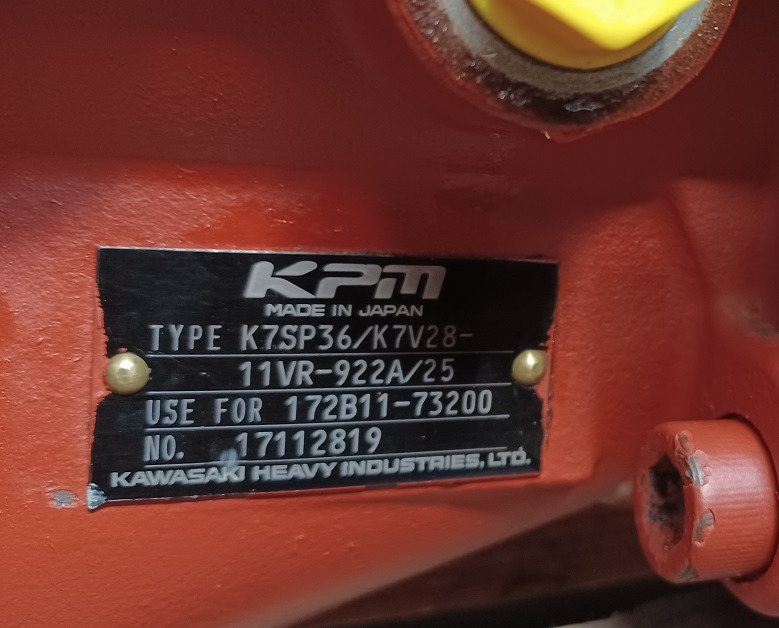 KPM
MADE IN JAPAN
TYPE K7SP36/K7V28-
11VR-922A/25
USE FOR 172B11-73200
NO. 17112819
KAWASAKI HEAVY INDUSTRIES, LTD.